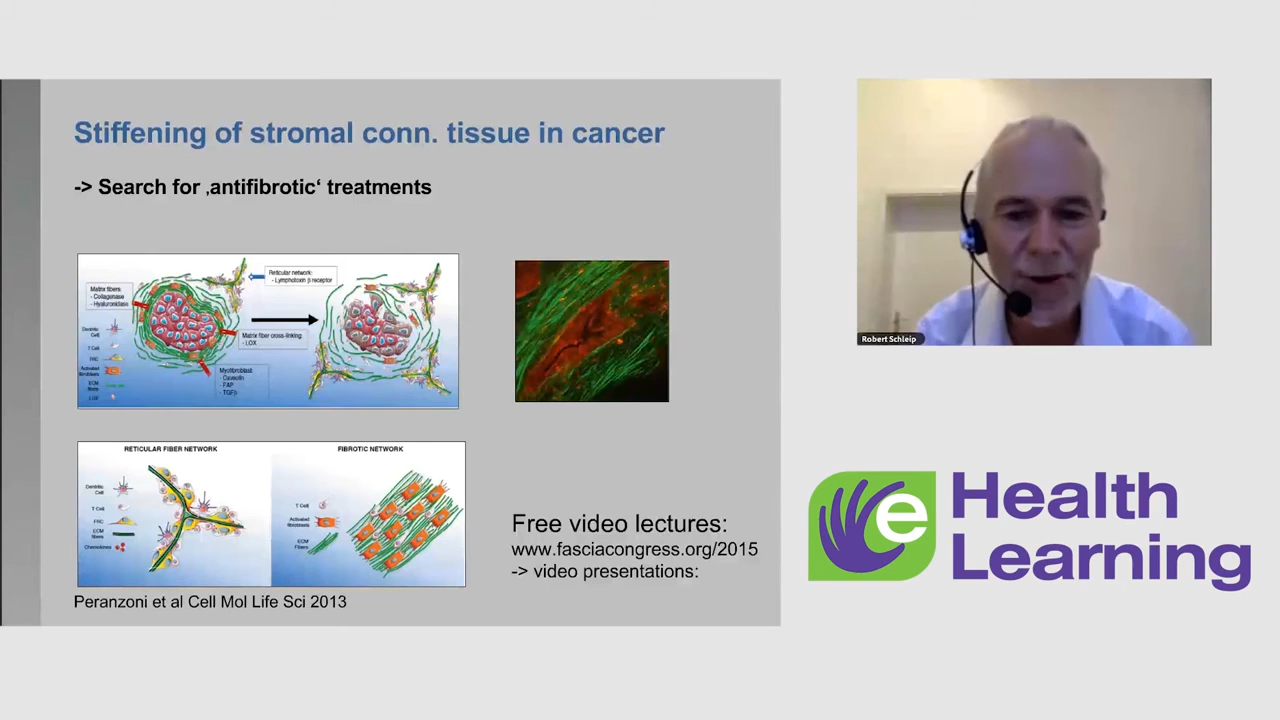 Stiffening of stromal conn. tissue in cancer
-> Search for ‚antifibrotic‘ treatments
Matrix fibers:
- Collagenase
- Hyaluronidase
Reticular network:
- Lymphotoxin β receptor
Matrix fiber cross-linking:
- LOX
Myofibroblast:
- Caveolin
- FAP
- TGFβ
Dendritic
Cell
T Cell
FRC
Activated
fibroblasts
ECM
fibres
LOX
RETICULAR FIBER NETWORK
Dendritic
Cell
T Cell
FRC
ECM
fibres
Chemokines
FIBROTIC NETWORK
T Cell
Activated
fibroblasts
ECM
Fibers
Peranzoni et al Cell Mol Life Sci 2013
Free video lectures:
www.fasciacongress.org/2015
-> video presentations:
Robert Schleip
e Health
Learning